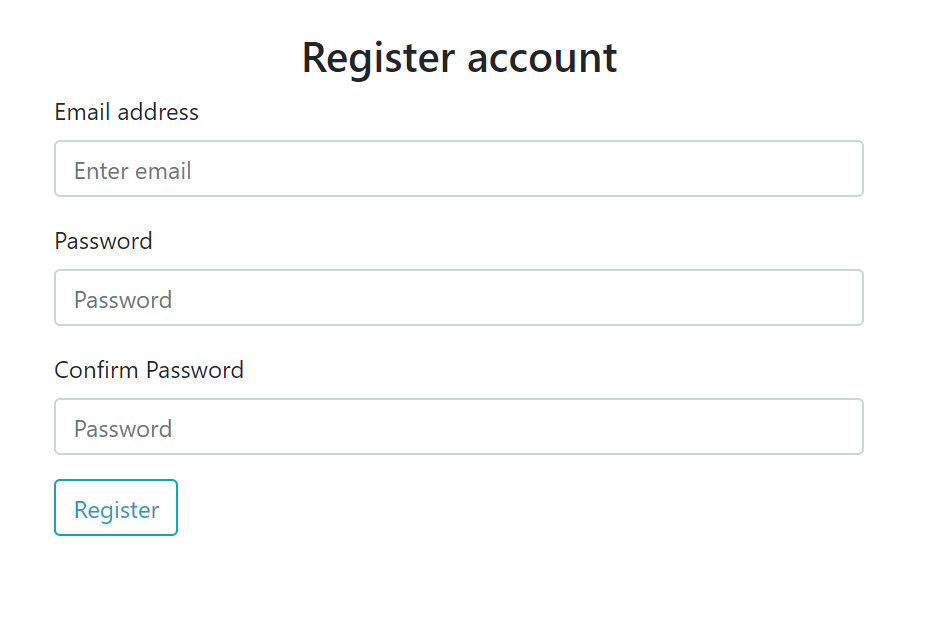 Register account
Email address
Enter email
Password
Password
Confirm Password
Password
Register